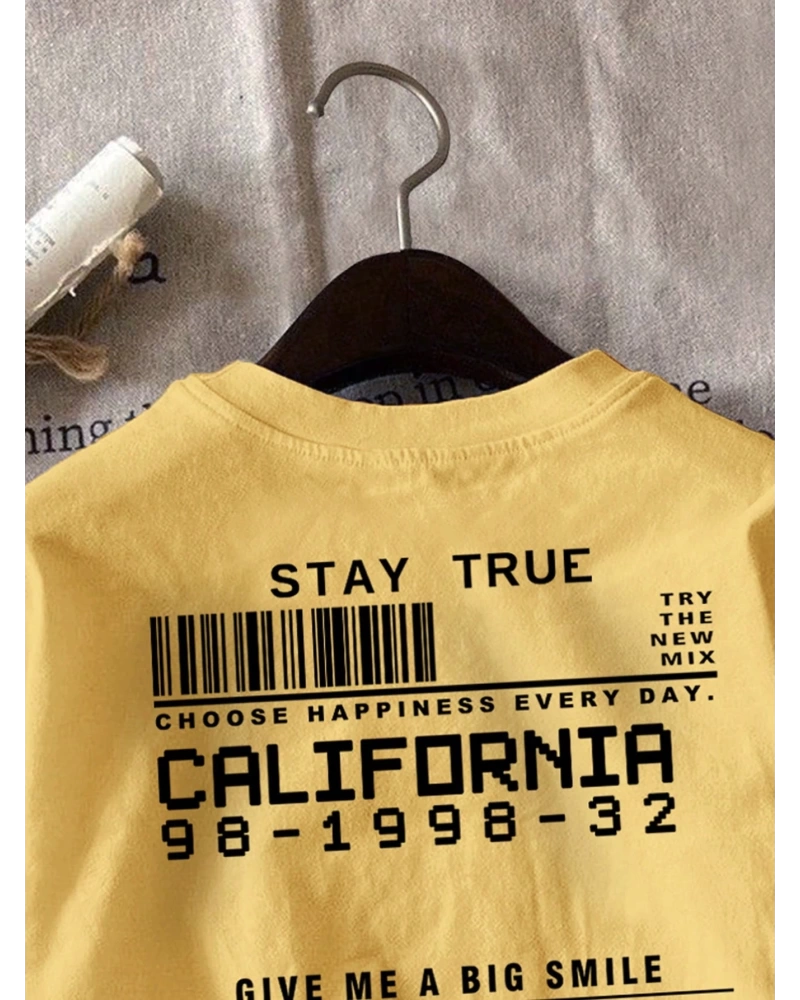 STAY TRUE
TRY
THE
NEW
MIX
CHOOSE HAPPINESS EVERY DAY.
CALIFORNIA
98-1998-32
GIVE ME A BIG SMILE